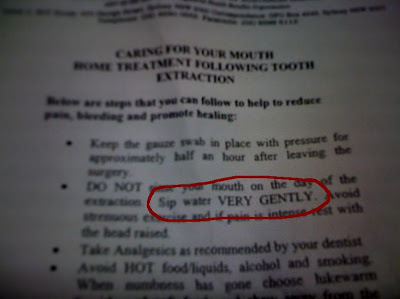 CARING FOR YOUR MOUTH
HOME TREATMENT FOLLOWING TOOTH
EXTRACTION
Below are steps that you can follow to help to reduce
pain, bleeding and promote healing:
• Keep the gauze swab in place with pressure for
approximately half an hour after leaving the
surgery.
• DO NOT rinse your mouth on the day of the
extraction. Sip water VERY GENTLY. Avoid
strenuous exercise and if pain is intense rest with
the head raised.
• Take Analgesics as recommended by your dentist
• Avoid HOT food/liquids, alcohol and smoking.
When numbness has gone choose lukewarm